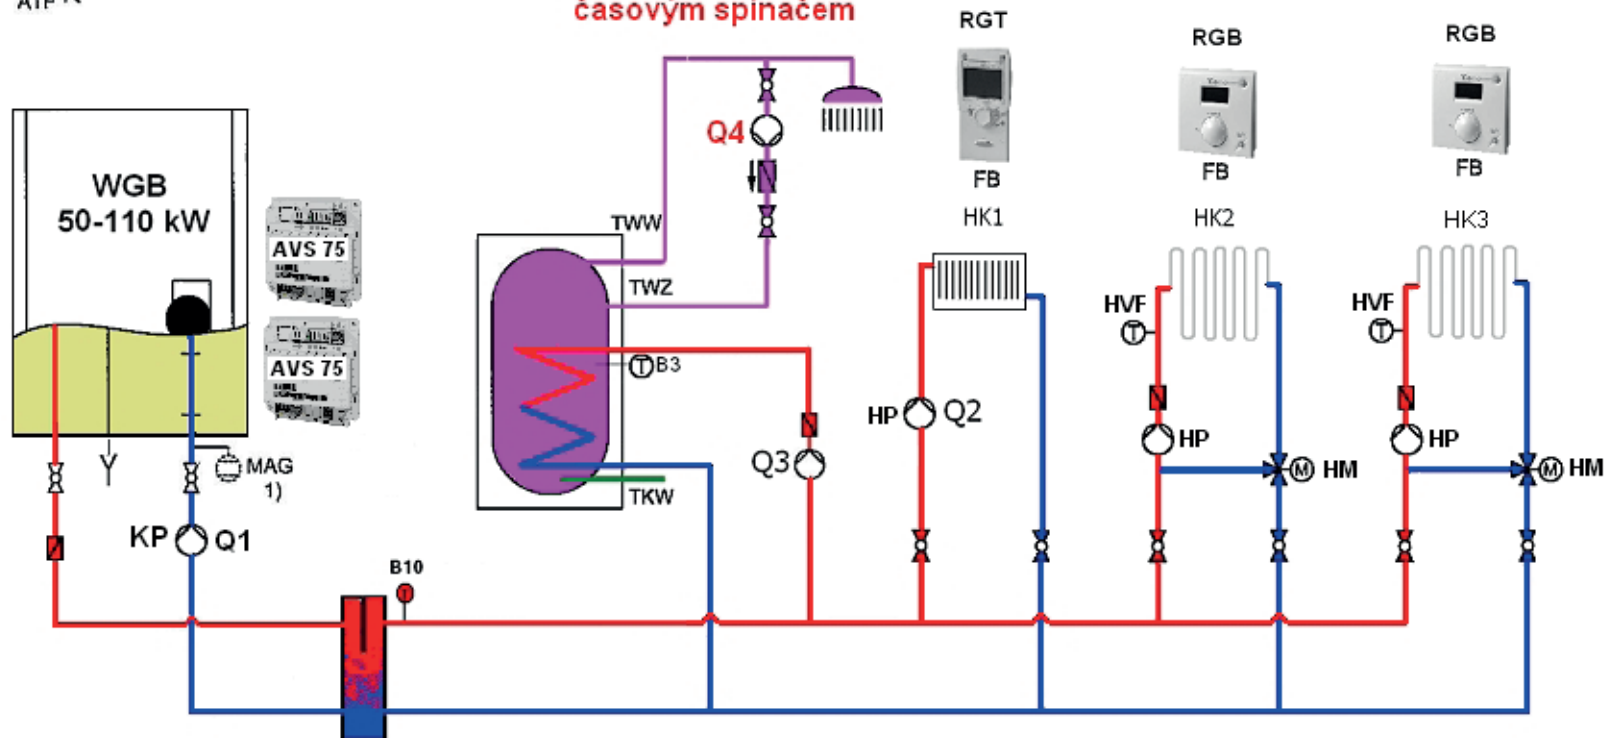 časovým spínačem
RGT
RGB
RGB
Q4
WGB
50-110 kW
FB
FB
FB
AVS 75
TWW
HK1
HK2
HK3
TWZ
HVF
HVF
T
T
AVS 75
T
B3
HP
Q2
HP
HP
MAG
1)
Q3
M
HM
M
HM
TKW
KP
Q1
B10
T